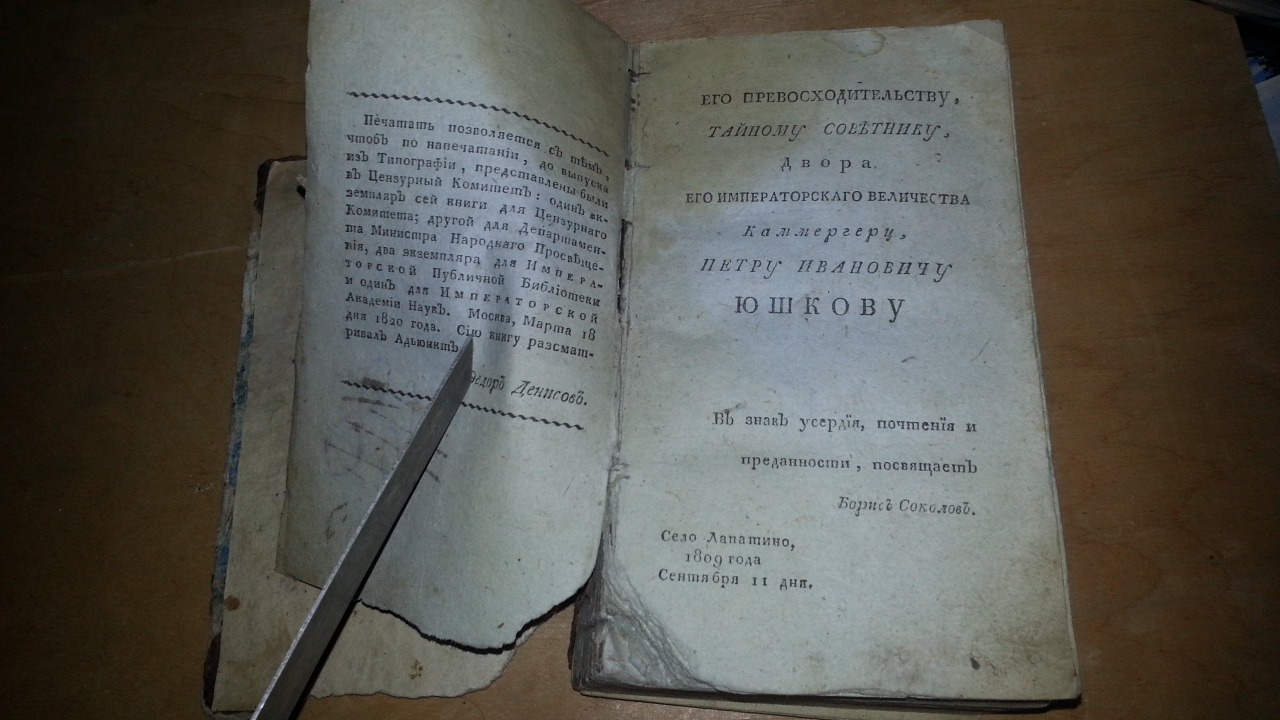 Печатать позволяется съ тѣмъ,
чтобъ по напечатаніи, до выпуска
изъ Типографіи, представлены были
въ Цензурный Комитетъ: одинъ эк-
земпляръ сей книги для Цензурнаго
Комитета; другой для Департамен-
та Министра Народнаго Просвѣще-
нія, два экземпляра для ИМПЕРА-
ТОРСКОЙ Публичной Библіотеки
и одинъ для ИМПЕРАТОРСКОЙ
Академіи Наукъ. Москва, Марта 18
дня 1820 года. Сію книгу разсмат-
ривалъ Адъюнктъ
Денисовъ.
ЕГО ПРЕВОСХОДИТЕЛЬСТВУ,
ТАЙНОМУ СОВѢТНИКУ,
Двора
ЕГО ИМПЕРАТОРСКАГО ВЕЛИЧЕСТВА
Каммергеру,
ПЕТРУ ИВАНОВИЧУ
ЮШКОВУ
Въ знакъ усердїя, почтенїя и
преданности, посвящаетъ
Борисъ Соколовъ.
Село Лапатино,
1809 года
Сентября 11 дня.